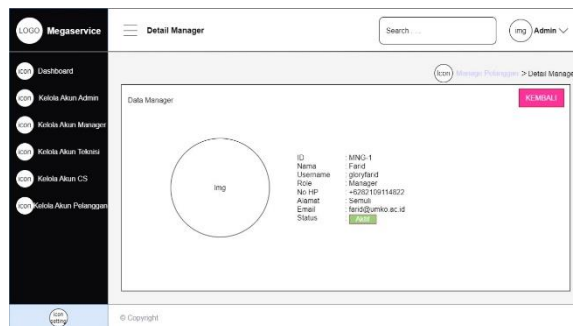 LOGO Megaservice
Detail Manager
Search . . .
img Admin
icon Dashboard
icon Kelola Akun Admin
icon Kelola Akun Manager
icon Kelola Akun Teknisi
icon Kelola Akun CS
icon Kelola Akun Pelanggan
Icon Manajo Pelanggan > Detail Manage
Data Manager
KEMBALI
img
ID : MNG-1
Nama : Farid
Username : gloryfarid
Role : Manager
No HP : +6282109114822
Alamat : Semuli
Email : farid@umko.ac.id
Status : Aktif
icon
setting
© Copyright